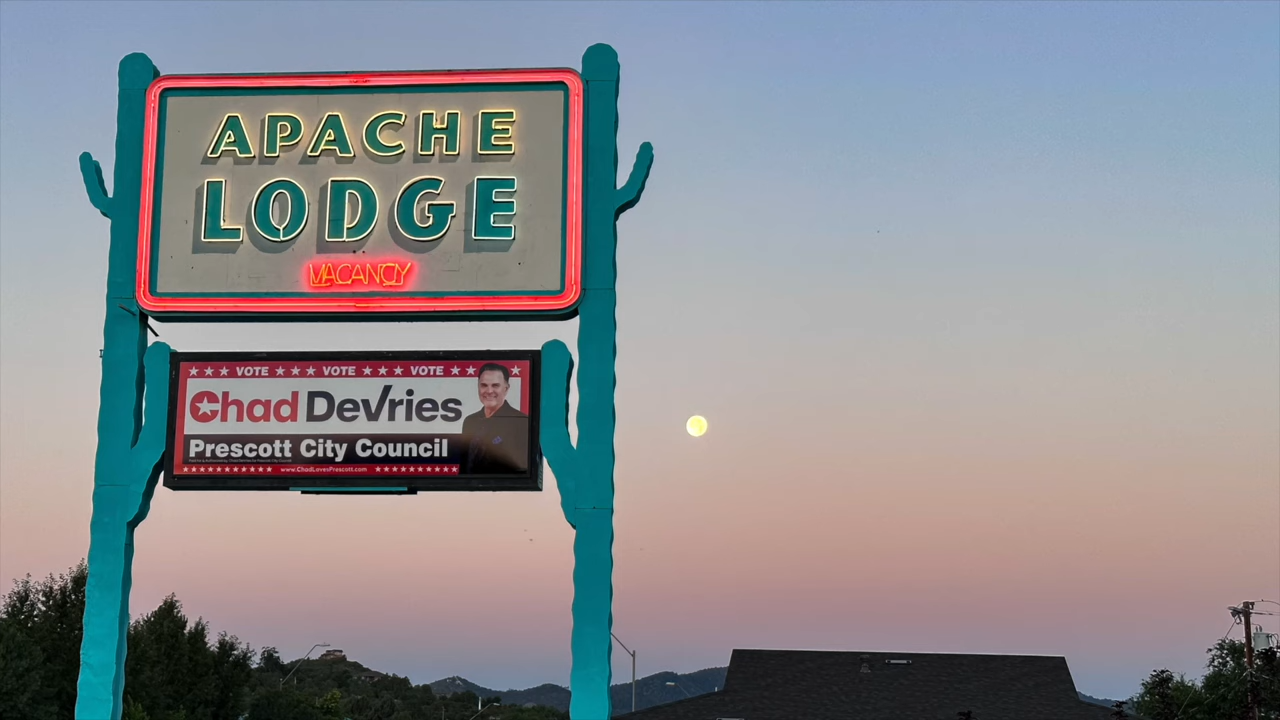 APACHE
LODGE
VACANCY
VOTE VOTE VOTE
Chad DeVries
Prescott City Council
www.ChadLovesPrescott.com